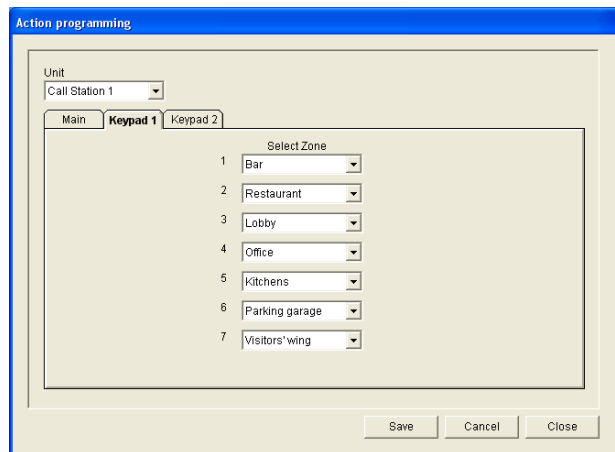 Action programming
Unit
Call Station 1
Main Keypad 1 Keypad 2
Select Zone
1 Bar
2 Restaurant
3 Lobby
4 Office
5 Kitchens
6 Parking garage
7 Visitors' wing
Save Cancel Close